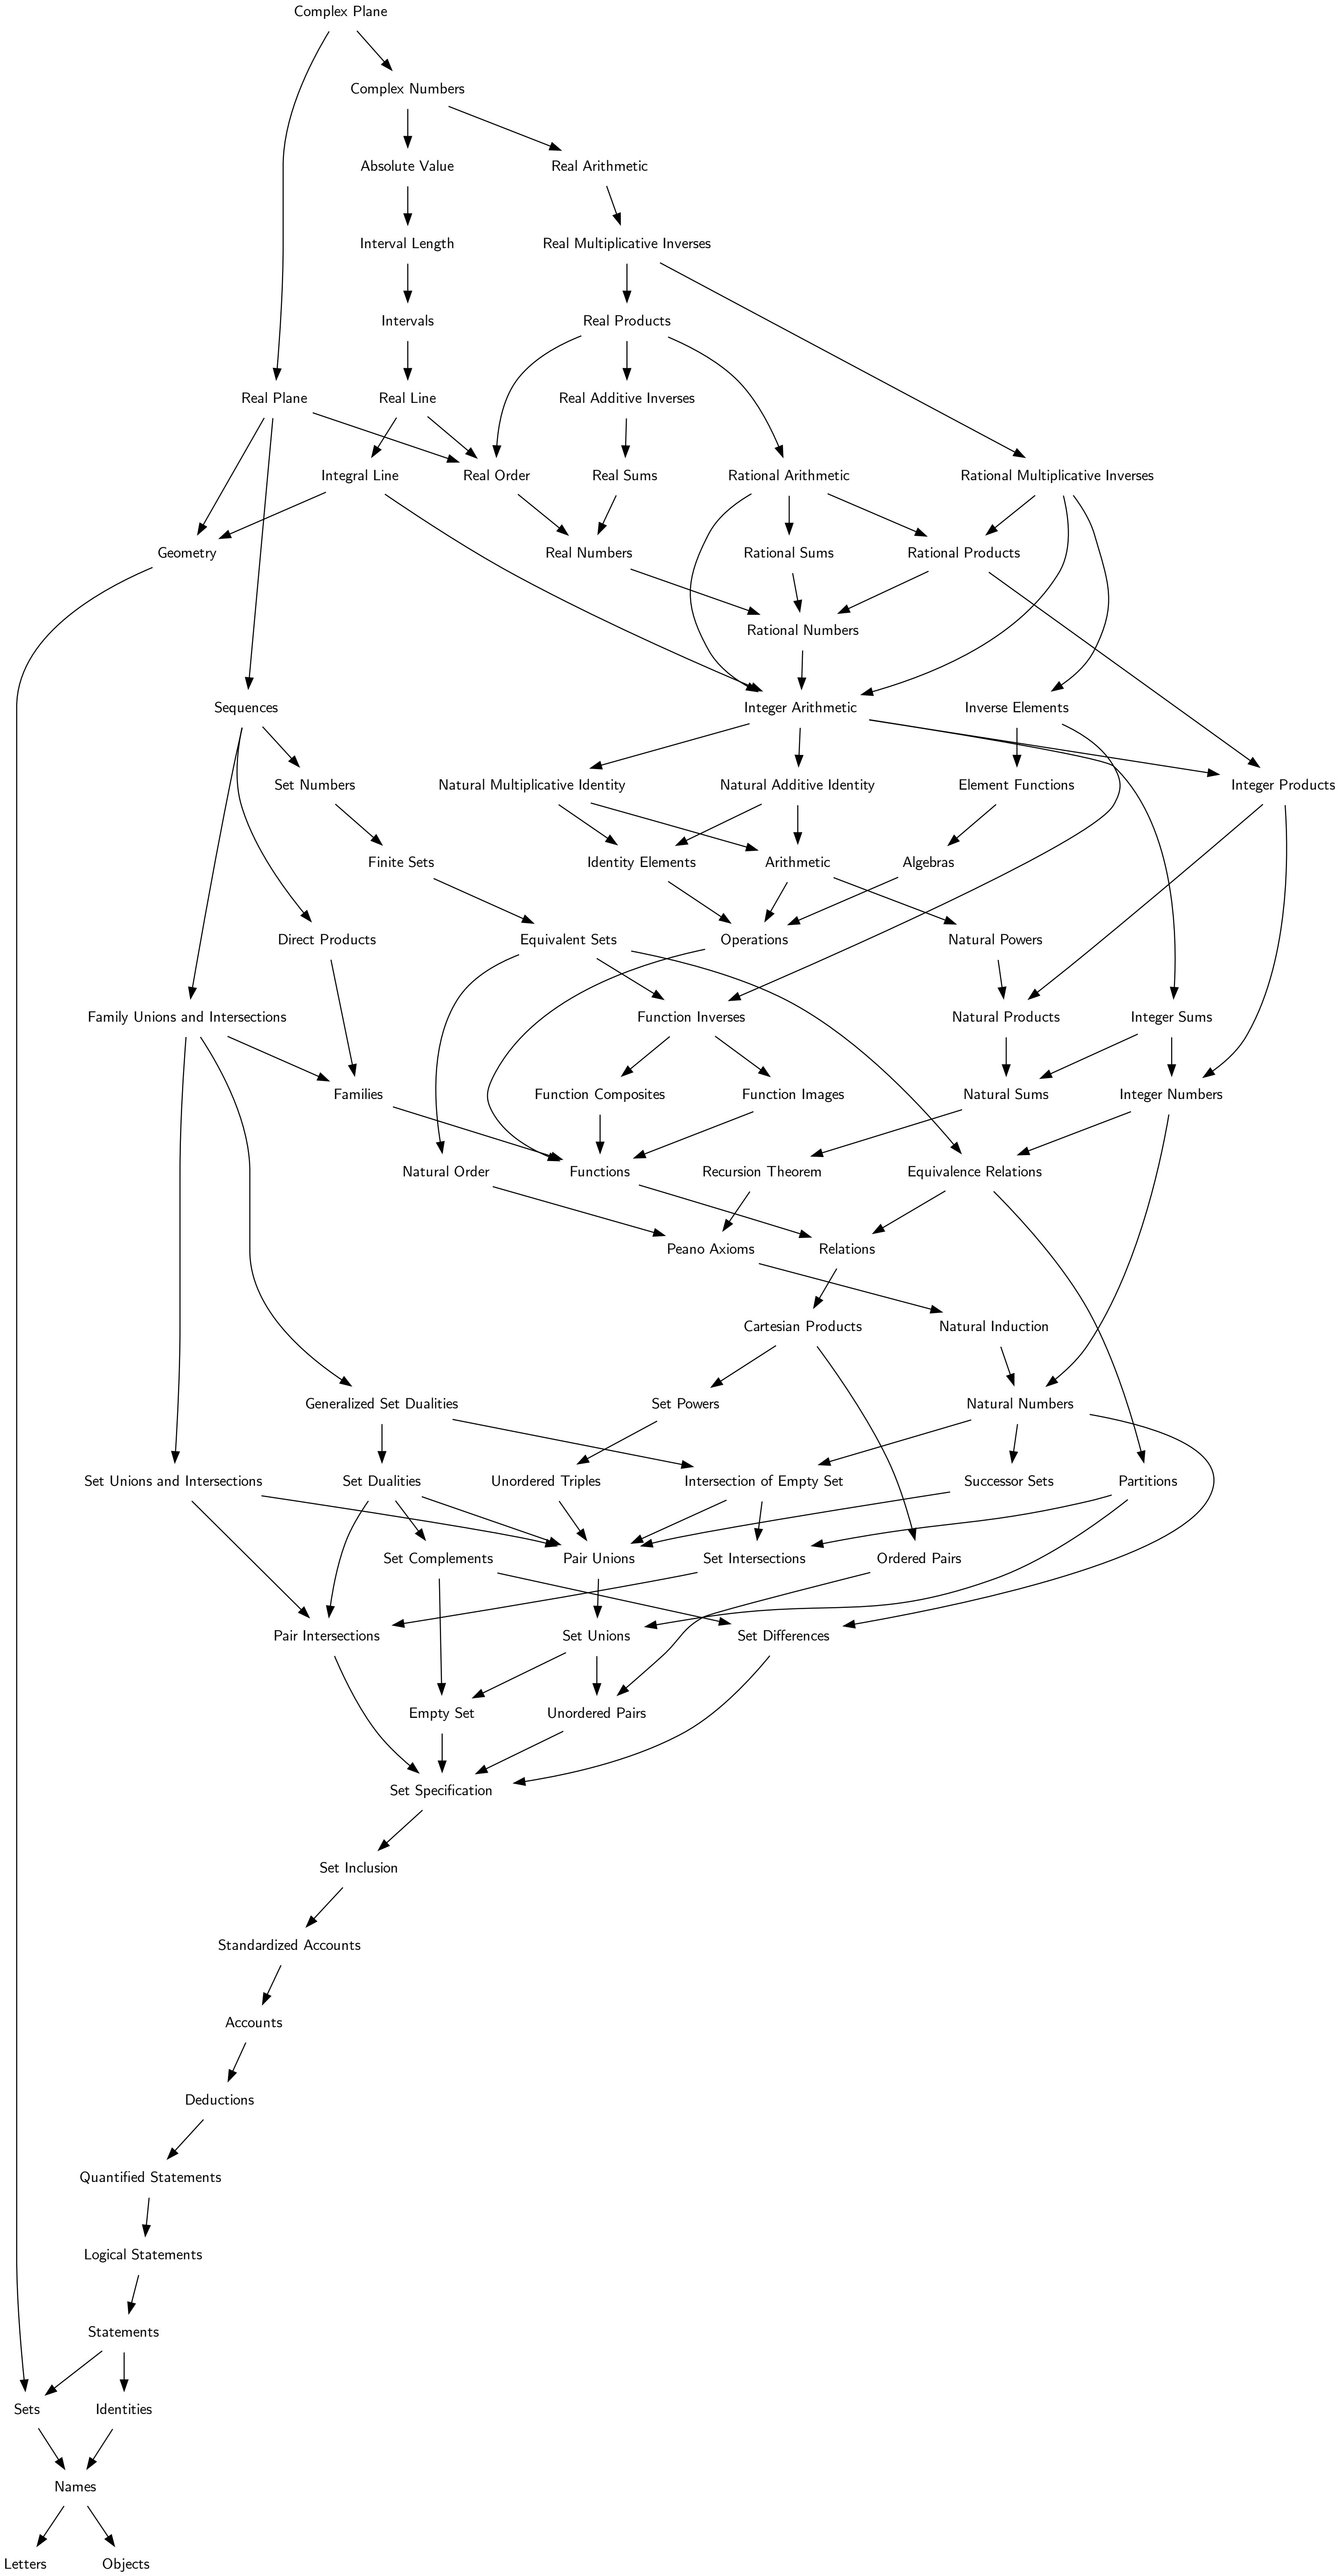 Complex Plane
Complex Numbers
Absolute Value
Real Arithmetic
Interval Length
Real Multiplicative Inverses
Intervals
Real Products
Real Plane
Real Line
Real Additive Inverses
Integral Line
Real Order
Real Sums
Rational Arithmetic
Rational Multiplicative Inverses
Geometry
Real Numbers
Rational Sums
Rational Products
Rational Numbers
Sequences
Integer Arithmetic
Inverse Elements
Set Numbers
Natural Multiplicative Identity
Natural Additive Identity
Element Functions
Integer Products
Finite Sets
Identity Elements
Arithmetic
Algebras
Direct Products
Equivalent Sets
Operations
Natural Powers
Family Unions and Intersections
Function Inverses
Natural Products
Integer Sums
Families
Function Composites
Function Images
Natural Sums
Integer Numbers
Natural Order
Functions
Recursion Theorem
Equivalence Relations
Peano Axioms
Relations
Cartesian Products
Natural Induction
Generalized Set Dualities
Set Powers
Natural Numbers
Set Unions and Intersections
Set Dualities
Unordered Triples
Intersection of Empty Set
Successor Sets
Partitions
Set Complements
Pair Unions
Set Intersections
Ordered Pairs
Pair Intersections
Set Unions
Set Differences
Empty Set
Unordered Pairs
Set Specification
Set Inclusion
Standardized Accounts
Accounts
Deductions
Quantified Statements
Logical Statements
Statements
Sets
Identities
Names
Letters
Objects